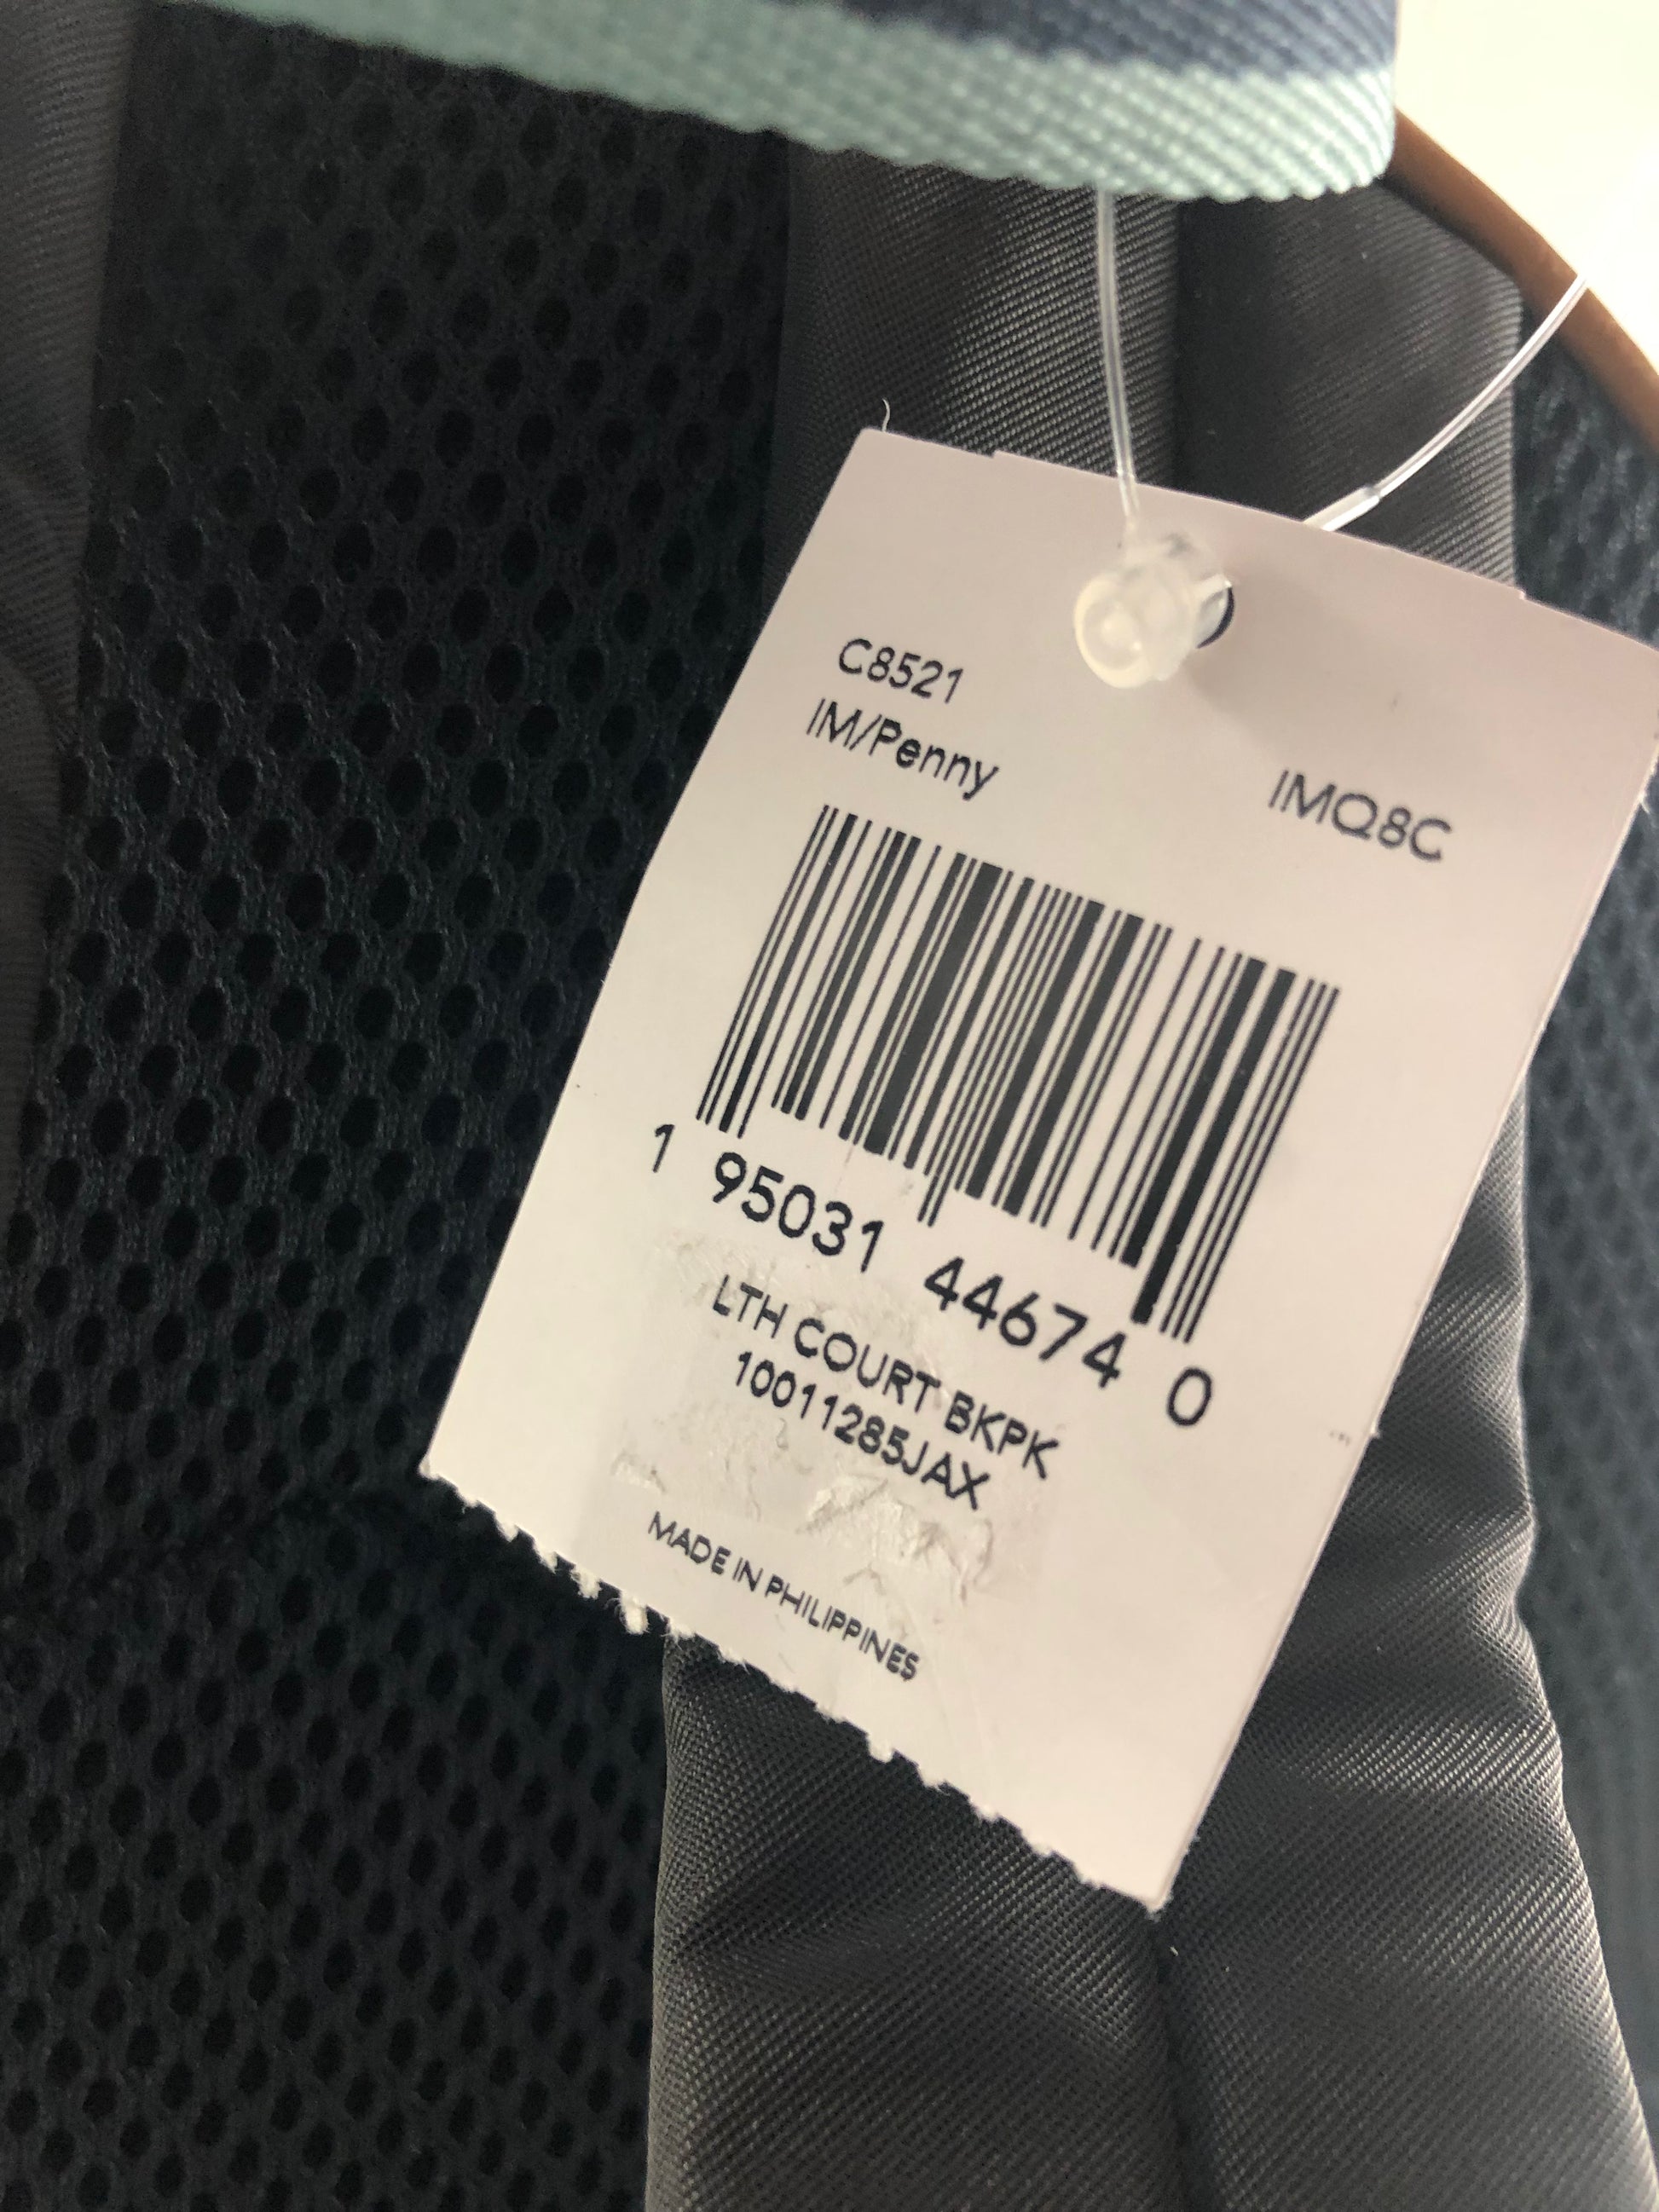 C8521
IM/Penny IMQ8C
1 95031 44674 0
LTH COURT BKPK
10011285JAX
MADE IN PHILIPPINES